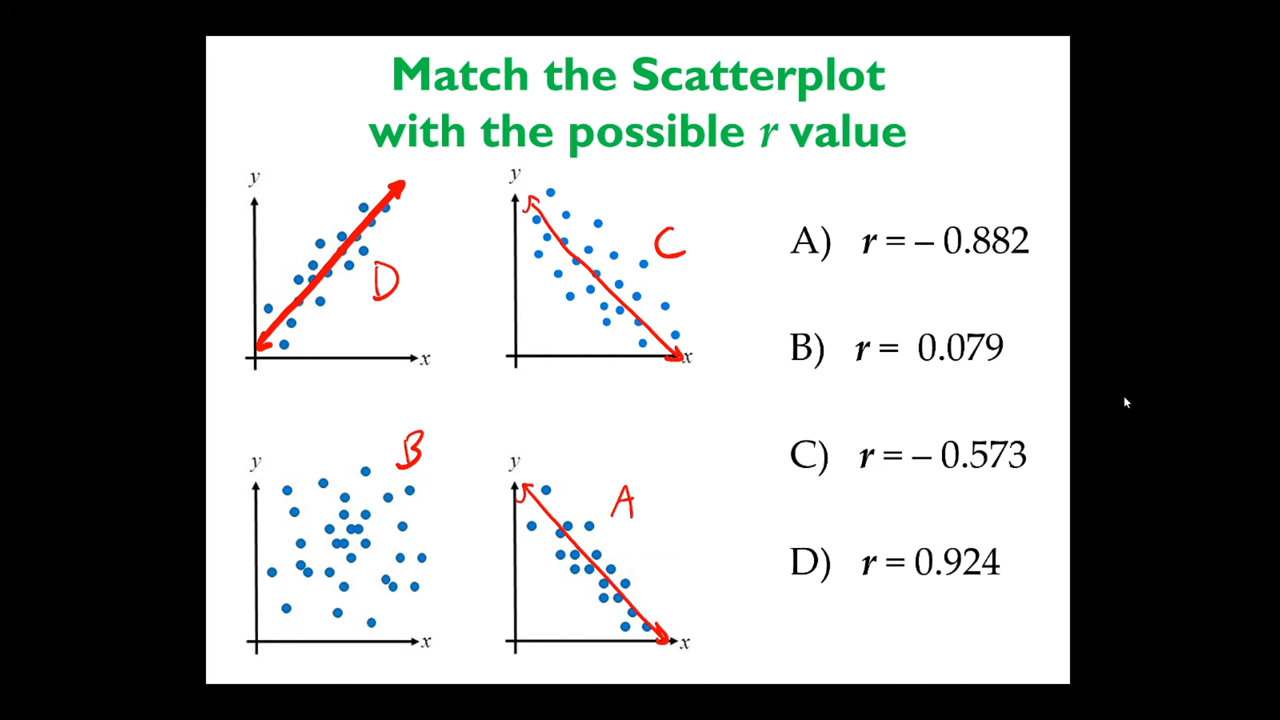 Match the Scatterplot
with the possible r value
y
x
D
y
x
C
y
x
B
y
x
A
A) r = – 0.882
B) r = 0.079
C) r = – 0.573
D) r = 0.924